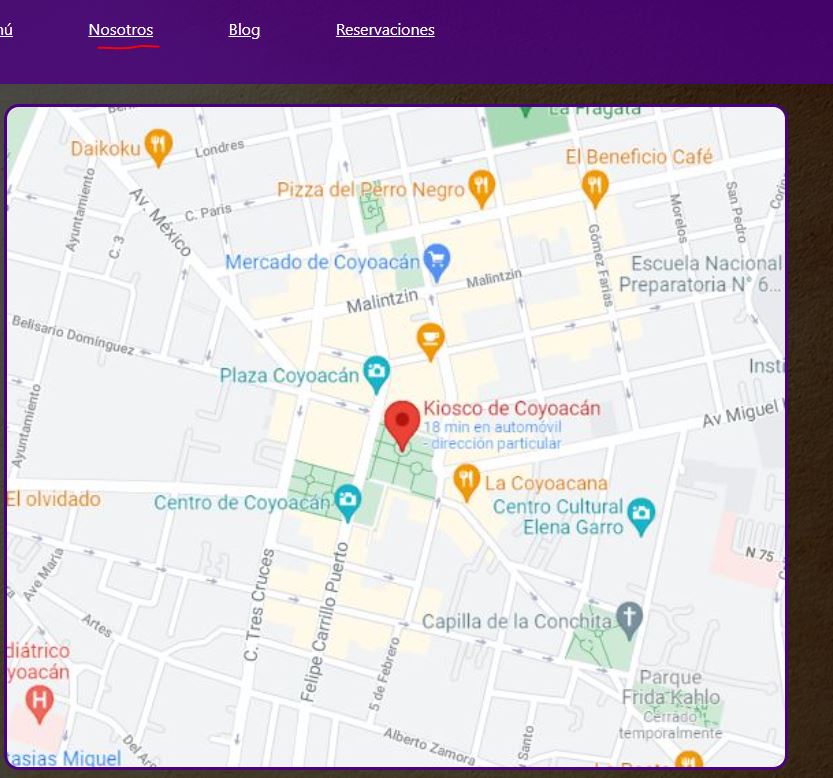 nú
Nosotros
Blog
Reservaciones
La Fragata
Daikoku
Londres
El Beneficio Café
Pizza del Perro Negro
Ayuntamiento
Av. México
C. Paris
C. 3
Morelos
San Pedro
Gómez Farias
Mercado de Coyoacán
Malintzin
Malintzin
Escuela Nacional
Preparatoria N° 6...
Belisario Domínguez
Plaza Coyoacán
Insti
Ayuntamiento
Kiosco de Coyoacán
18 min en automóvil
- dirección particular
Av Miguel
El olvidado
Centro de Coyoacán
La Coyoacana
Centro Cultural
Elena Garro
N 75
Ave María
C. Tres Cruces
Felipe Carrillo Puerto
Artes
Capilla de la Conchita
5 de Febrero
diátrico
yoacán
H
Parque
Frida Kahlo
Cerrado
temporalmente
Alberto Zamora
Santo
Del
tasias Miguel